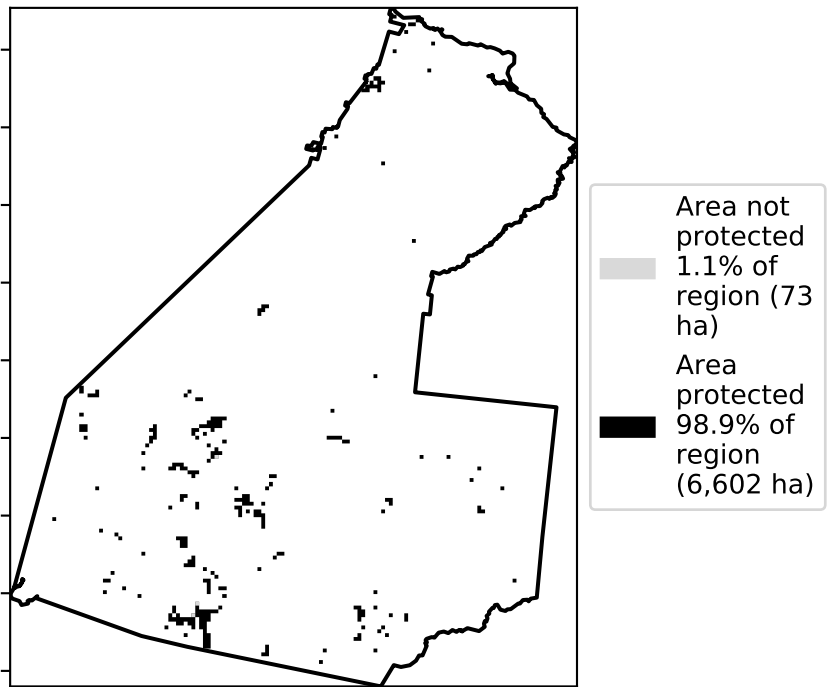 Area not
protected
1.1% of
region (73
ha)
Area
protected
98.9% of
region
(6,602 ha)